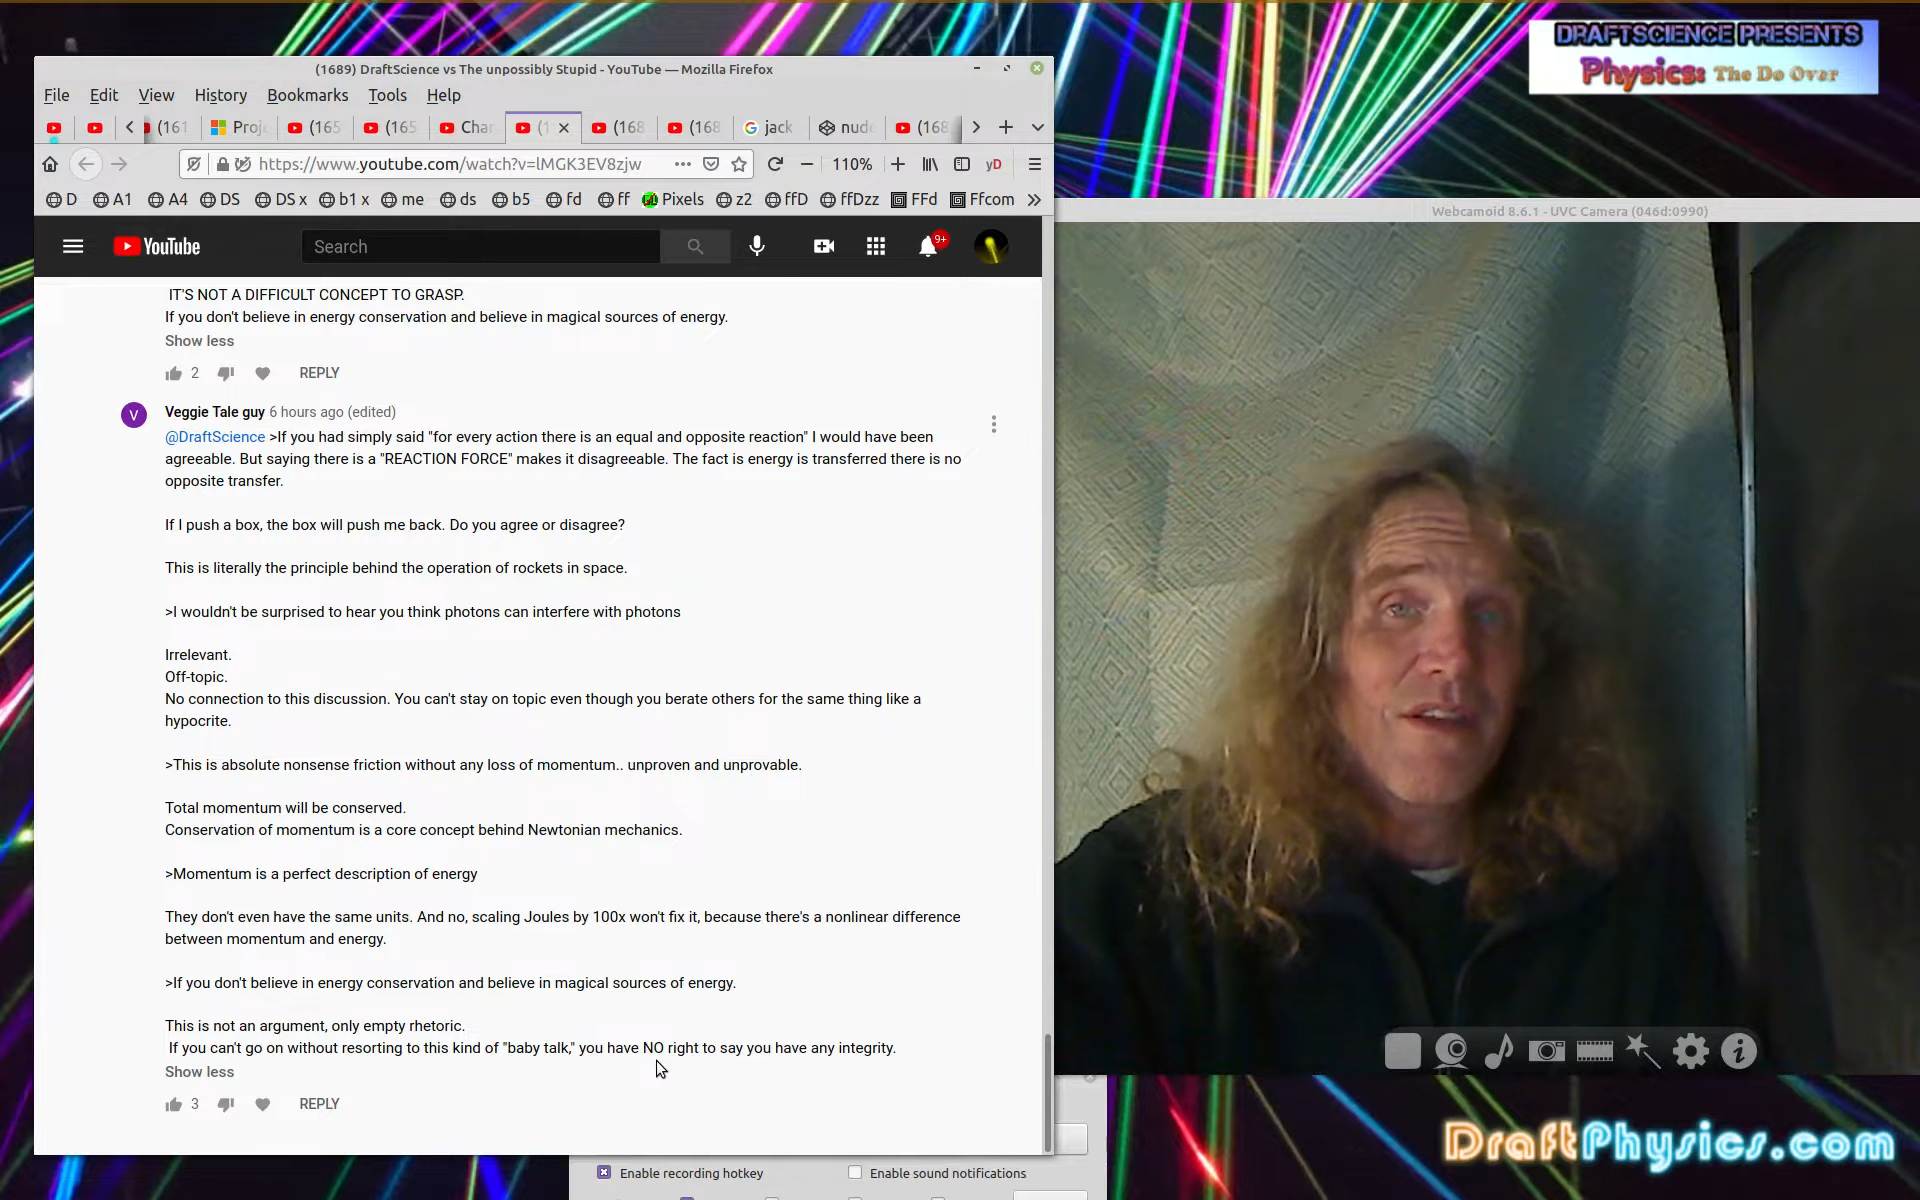 DRAFTSCIENCE PRESENTS
Physics: The Do Over
(1689) DraftScience vs The unpossibly Stupid - YouTube — Mozilla Firefox
File Edit View History Bookmarks Tools Help
(161 Proj (165 (165 Char (1 (168 (168 jack nud (168
https://www.youtube.com/watch?v=lMGK3EV8zjw 110% yD
D A1 A4 DS DS x b1 x me ds b5 fd ff Pixels z2 ffD ffDzz FFd Ffcom
Webcamoid 8.6.1 - UVC Camera (046d:0990)
YouTube Search 9+
IT'S NOT A DIFFICULT CONCEPT TO GRASP.
If you don't believe in energy conservation and believe in magical sources of energy.
Show less
2 REPLY
V Veggie Tale guy 6 hours ago (edited)
@DraftScience >If you had simply said "for every action there is an equal and opposite reaction" I would have been
agreeable. But saying there is a "REACTION FORCE" makes it disagreeable. The fact is energy is transferred there is no
opposite transfer.
If I push a box, the box will push me back. Do you agree or disagree?
This is literally the principle behind the operation of rockets in space.
>I wouldn't be surprised to hear you think photons can interfere with photons
Irrelevant.
Off-topic.
No connection to this discussion. You can't stay on topic even though you berate others for the same thing like a
hypocrite.
>This is absolute nonsense friction without any loss of momentum.. unproven and unprovable.
Total momentum will be conserved.
Conservation of momentum is a core concept behind Newtonian mechanics.
>Momentum is a perfect description of energy
They don't even have the same units. And no, scaling Joules by 100x won't fix it, because there's a nonlinear difference
between momentum and energy.
>If you don't believe in energy conservation and believe in magical sources of energy.
This is not an argument, only empty rhetoric.
If you can't go on without resorting to this kind of "baby talk," you have NO right to say you have any integrity.
Show less
3 REPLY
DraftPhysics.com
Enable recording hotkey Enable sound notifications